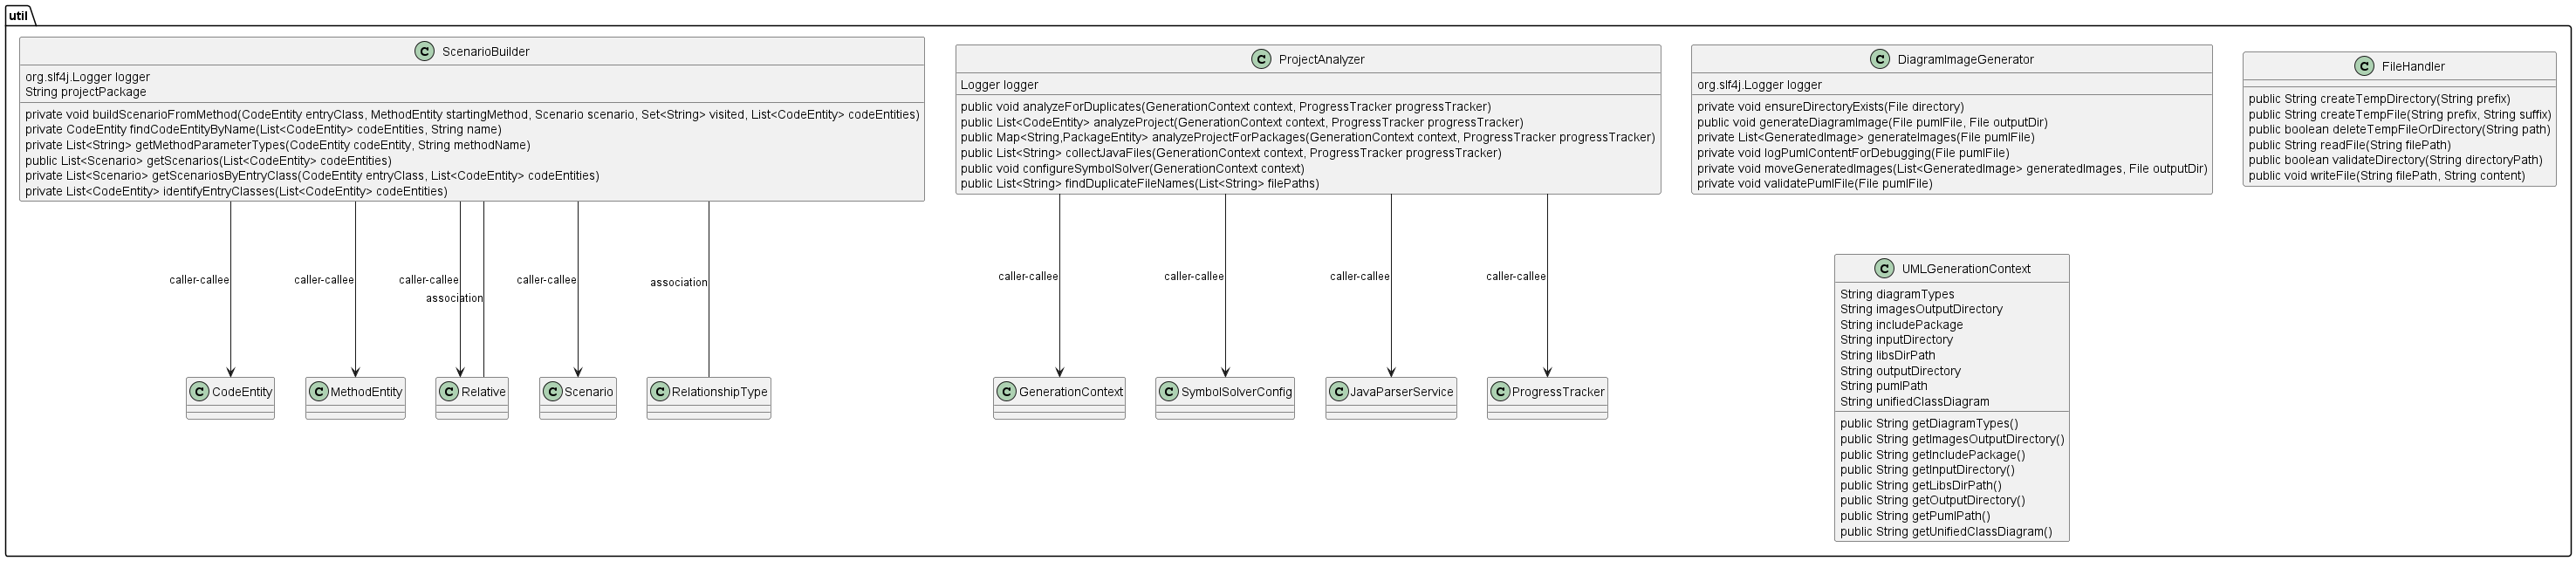 util
C ScenarioBuilder
org.slf4j.Logger logger
String projectPackage
private void buildScenarioFromMethod(CodeEntity entryClass, MethodEntity startingMethod, Scenario scenario, Set<String> visited, List<CodeEntity> codeEntities)
private CodeEntity findCodeEntityByName(List<CodeEntity> codeEntities, String name)
private List<String> getMethodParameterTypes(CodeEntity codeEntity, String methodName)
public List<Scenario> getScenarios(List<CodeEntity> codeEntities)
private List<Scenario> getScenariosByEntryClass(CodeEntity entryClass, List<CodeEntity> codeEntities)
private List<CodeEntity> identifyEntryClasses(List<CodeEntity> codeEntities)
C ProjectAnalyzer
Logger logger
public void analyzeForDuplicates(GenerationContext context, ProgressTracker progressTracker)
public List<CodeEntity> analyzeProject(GenerationContext context, ProgressTracker progressTracker)
public Map<String,PackageEntity> analyzeProjectForPackages(GenerationContext context, ProgressTracker progressTracker)
public List<String> collectJavaFiles(GenerationContext context, ProgressTracker progressTracker)
public void configureSymbolSolver(GenerationContext context)
public List<String> findDuplicateFileNames(List<String> filePaths)
C DiagramImageGenerator
org.slf4j.Logger logger
private void ensureDirectoryExists(File directory)
public void generateDiagramImage(File pumlFile, File outputDir)
private List<GeneratedImage> generateImages(File pumlFile)
private void logPumlContentForDebugging(File pumlFile)
private void moveGeneratedImages(List<GeneratedImage> generatedImages, File outputDir)
private void validatePumlFile(File pumlFile)
C FileHandler
public String createTempDirectory(String prefix)
public String createTempFile(String prefix, String suffix)
public boolean deleteTempFileOrDirectory(String path)
public String readFile(String filePath)
public boolean validateDirectory(String directoryPath)
public void writeFile(String filePath, String content)
caller-callee
caller-callee
caller-callee
association
caller-callee
association
caller-callee
caller-callee
caller-callee
caller-callee
C CodeEntity
C MethodEntity
C Relative
C Scenario
C RelationshipType
C GenerationContext
C SymbolSolverConfig
C JavaParserService
C ProgressTracker
C UMLGenerationContext
String diagramTypes
String imagesOutputDirectory
String includePackage
String inputDirectory
String libsDirPath
String outputDirectory
String pumlPath
String unifiedClassDiagram
public String getDiagramTypes()
public String getImagesOutputDirectory()
public String getIncludePackage()
public String getInputDirectory()
public String getLibsDirPath()
public String getOutputDirectory()
public String getPumlPath()
public String getUnifiedClassDiagram()